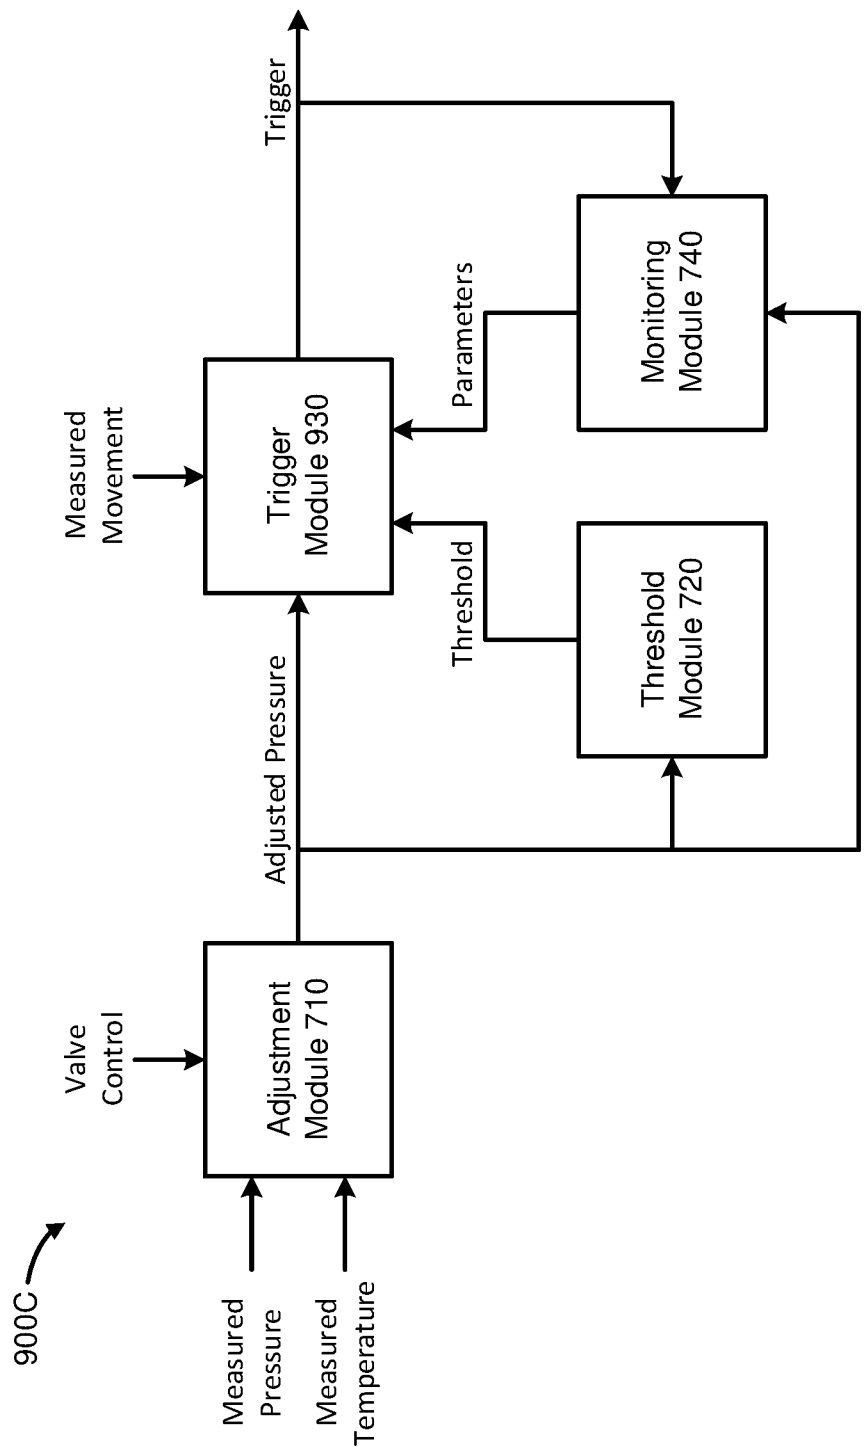 900C
Measured
Pressure
Measured
Temperature
Valve
Control
Adjustment
Module 710
Adjusted Pressure
Measured
Movement
Trigger
Module 930
Threshold
Threshold
Module 720
Parameters
Monitoring
Module 740
Trigger